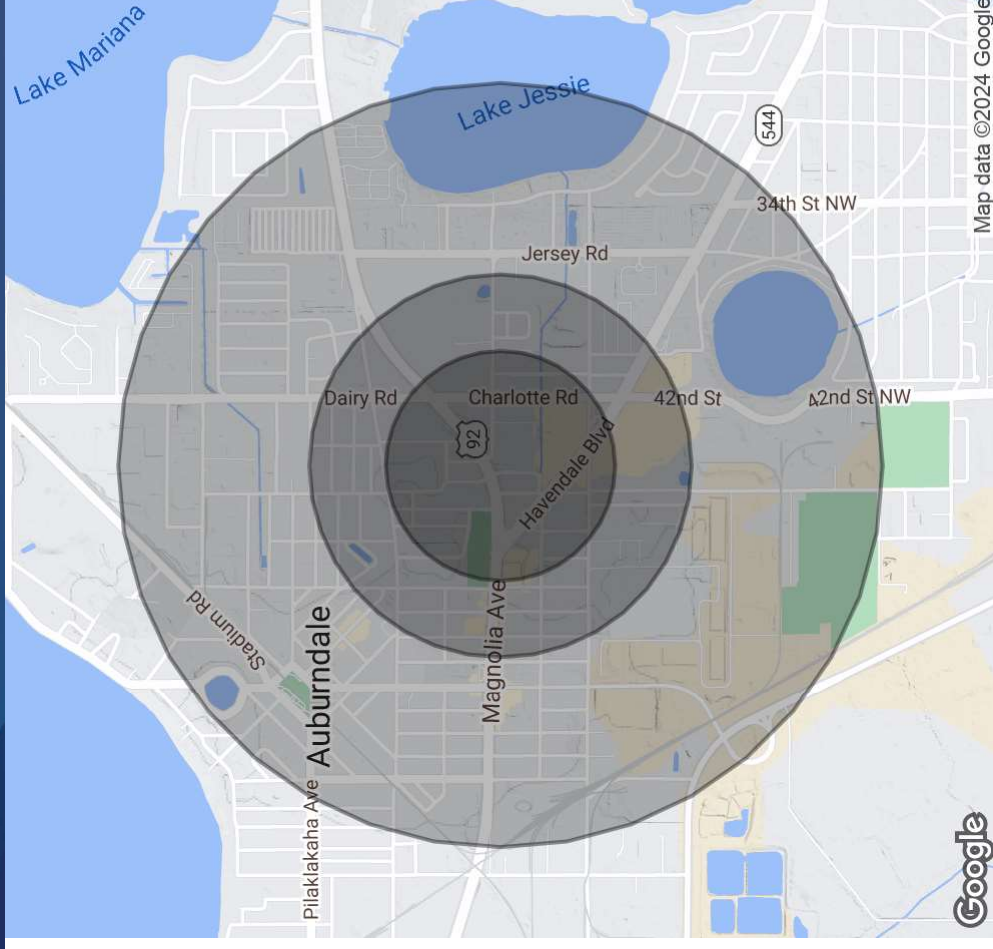 Lake Mariana
Lake Jessie
544
34th St NW
Jersey Rd
Dairy Rd
Charlotte Rd
42nd St
42nd St NW
92
Havendale Blvd
Stadium Rd
Auburndale
Magnolia Ave
Pilaklakaha Ave
Google
Map data ©2024 Google